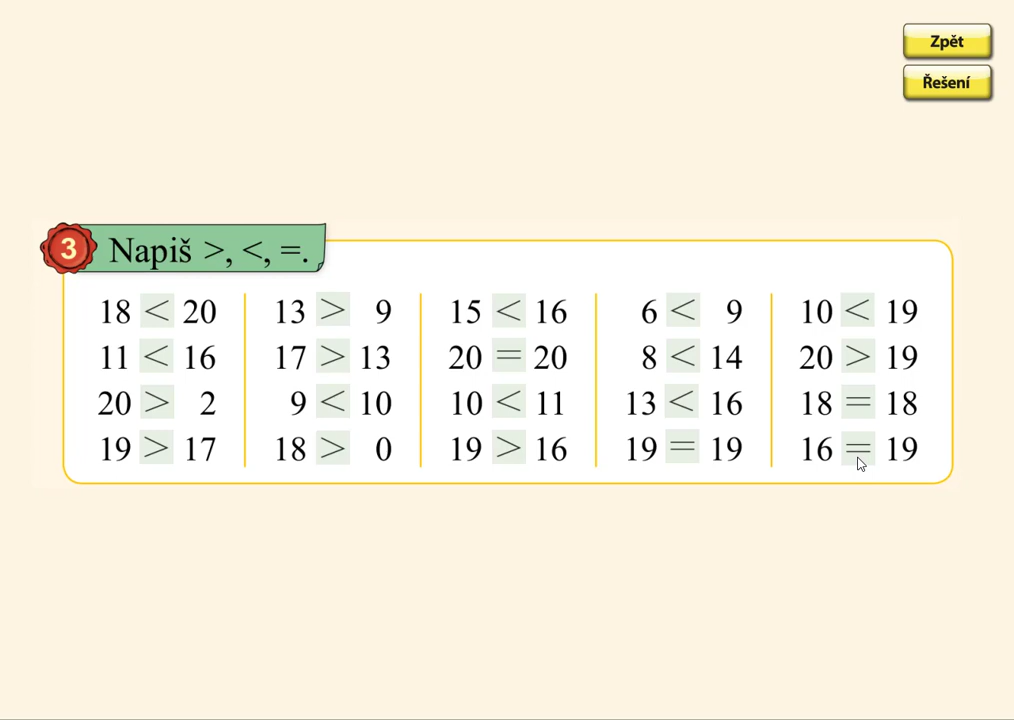 Zpět
Řešení
3 Napiš >, <, =.
18 < 20 13 > 9 15 < 16 6 < 9 10 < 19
11 < 16 17 > 13 20 = 20 8 < 14 20 > 19
20 > 2 9 < 10 10 < 11 13 < 16 18 = 18
19 > 17 18 > 0 19 > 16 19 = 19 16 = 19